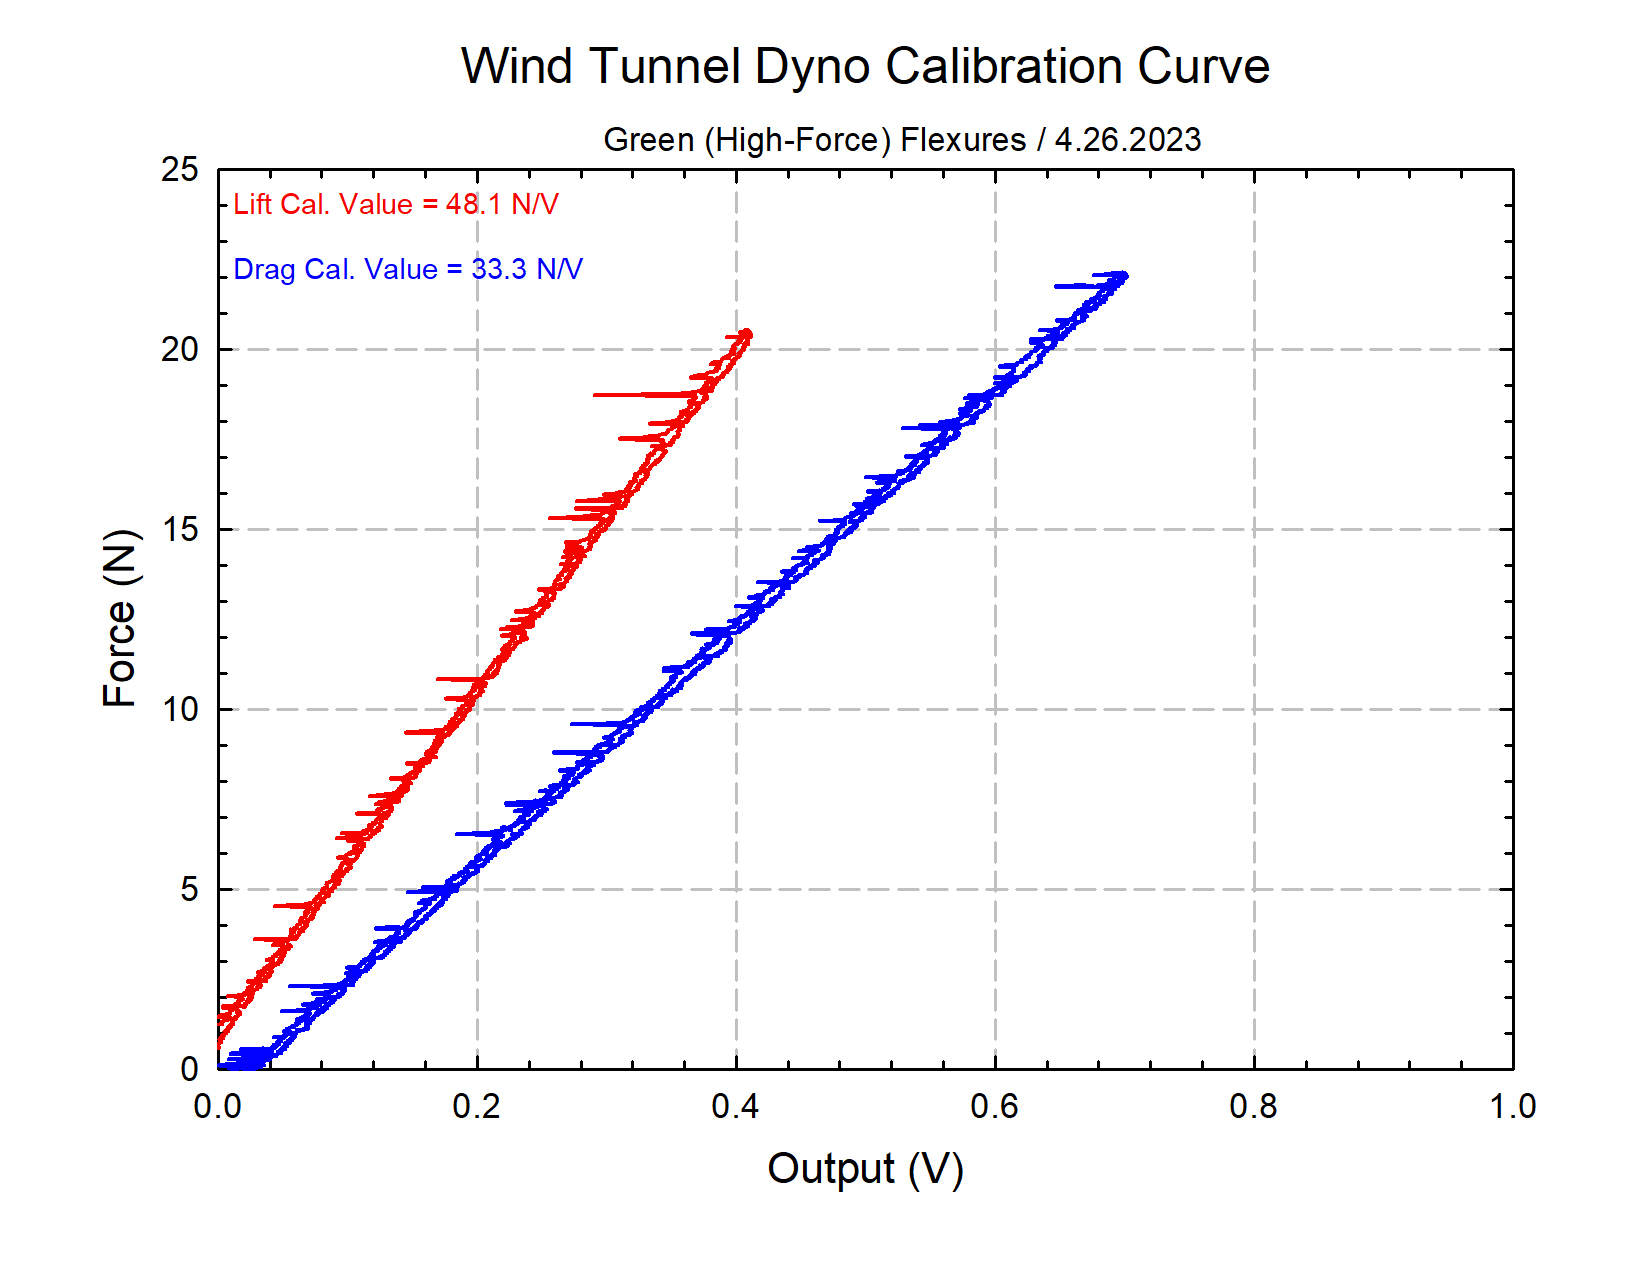 Wind Tunnel Dyno Calibration Curve
Green (High-Force) Flexures / 4.26.2023
Lift Cal. Value = 48.1 N/V
Drag Cal. Value = 33.3 N/V
25
20
15
10
5
0
Force (N)
0.0 0.2 0.4 0.6 0.8 1.0
Output (V)